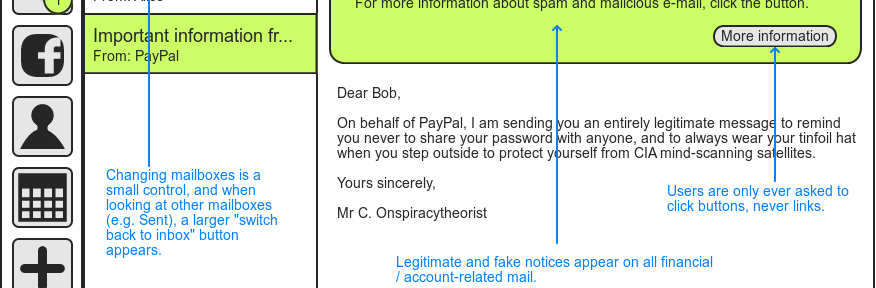 For more information about spam and malicious e-mail, click the button.
Important information fr...
From: PayPal
More information
Dear Bob,
On behalf of PayPal, I am sending you an entirely legitimate message to remind
you never to share your password with anyone, and to always wear your tinfoil hat
when you step outside to protect yourself from CIA mind-scanning satellites.
Yours sincerely,
Mr C. Onspiracytheorist
Changing mailboxes is a
small control, and when
looking at other mailboxes
(e.g. Sent), a larger "switch
back to inbox" button
appears.
Users are only ever asked to
click buttons, never links.
Legitimate and fake notices appear on all financial
/ account-related mail.